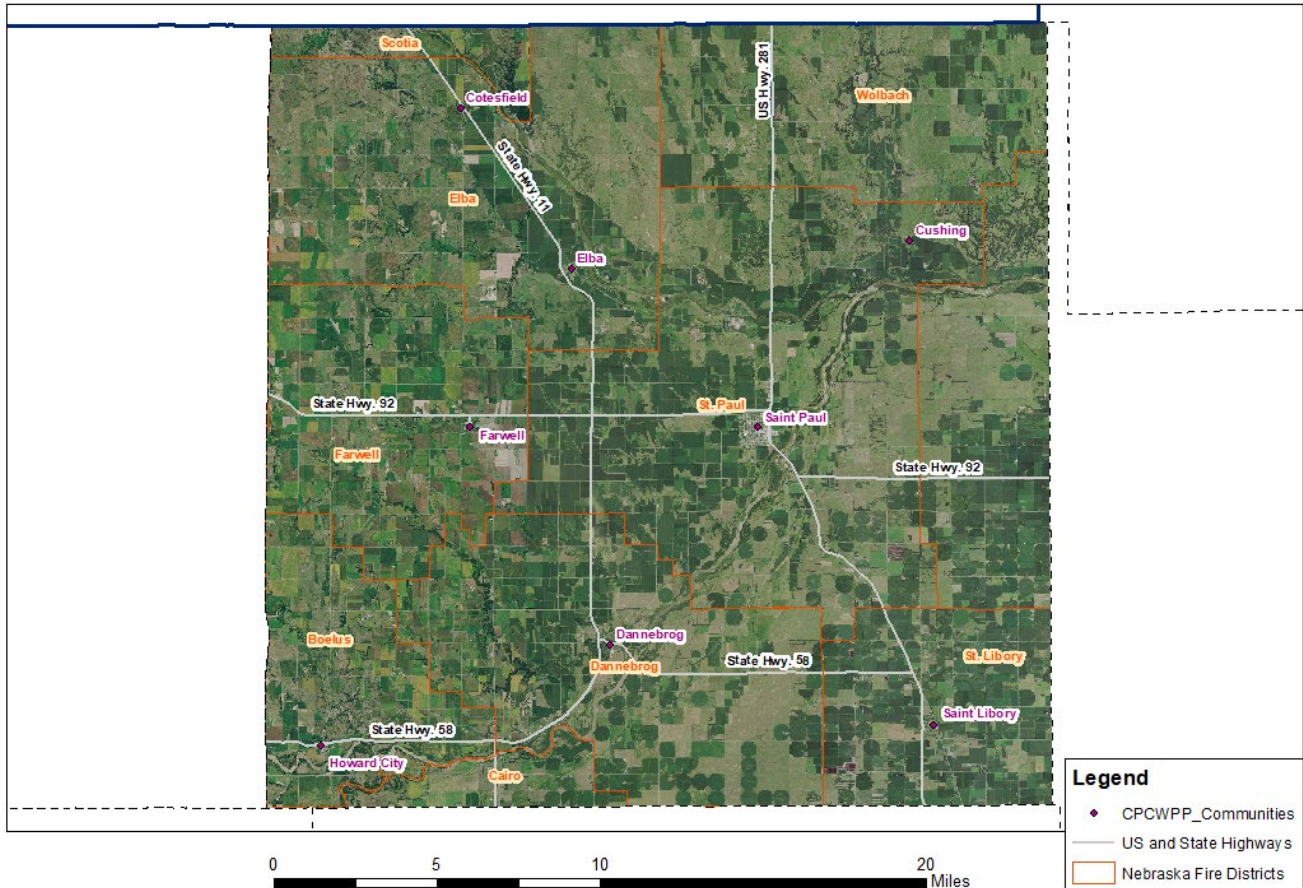 Scotia
Cotesfield
US Hwy. 281
Wolbach
State Hwy. 11
Elba
Cushing
Elba
State Hwy. 92
St. Paul
Saint Paul
Farwell
Farwell
State Hwy. 92
Boelus
Dannebrog
Dannebrog
State Hwy. 58
St. Libory
State Hwy. 58
Saint Libory
Howard City
Cairo
Legend
CPCWPP_Communities
US and State Highways
Nebraska Fire Districts
0 5 10 20
Miles